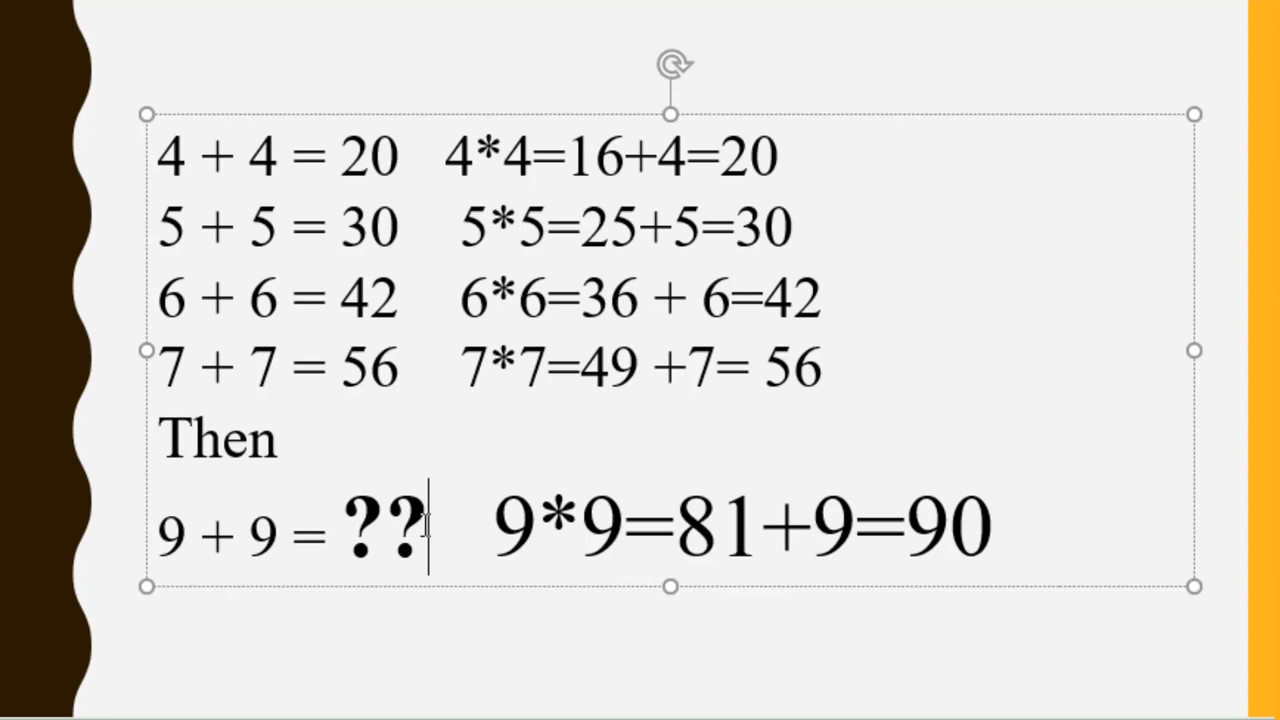 4 + 4 = 20 4*4=16+4=20
5 + 5 = 30 5*5=25+5=30
6 + 6 = 42 6*6=36 + 6=42
7 + 7 = 56 7*7=49 +7= 56
Then
9 + 9 = ?? 9*9=81+9=90